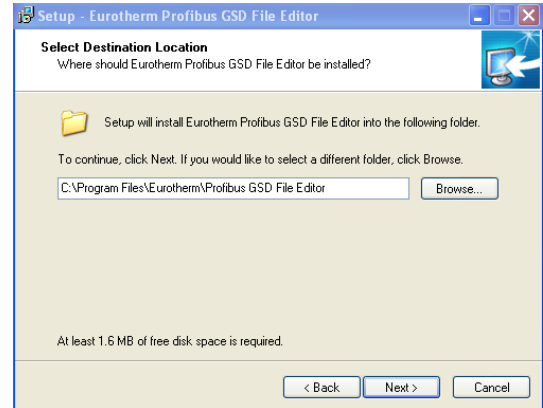 Setup - Eurotherm Profibus GSD File Editor
Select Destination Location
Where should Eurotherm Profibus GSD File Editor be installed?
Setup will install Eurotherm Profibus GSD File Editor into the following folder.
To continue, click Next. If you would like to select a different folder, click Browse.
C:\Program Files\Eurotherm\Profibus GSD File Editor
Browse...
At least 1.6 MB of free disk space is required.
< Back
Next >
Cancel